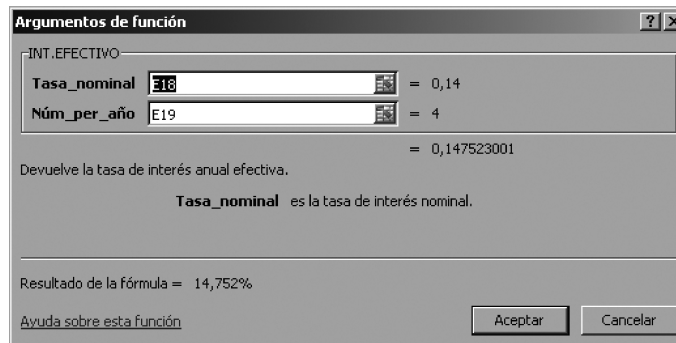 Argumentos de función
INT.EFECTIVO
Tasa_nominal E18 = 0,14
Núm_per_año E19 = 4
= 0,147523001
Devuelve la tasa de interés anual efectiva.
Tasa_nominal es la tasa de interés nominal.
Resultado de la fórmula = 14,752%
Ayuda sobre esta función Aceptar Cancelar